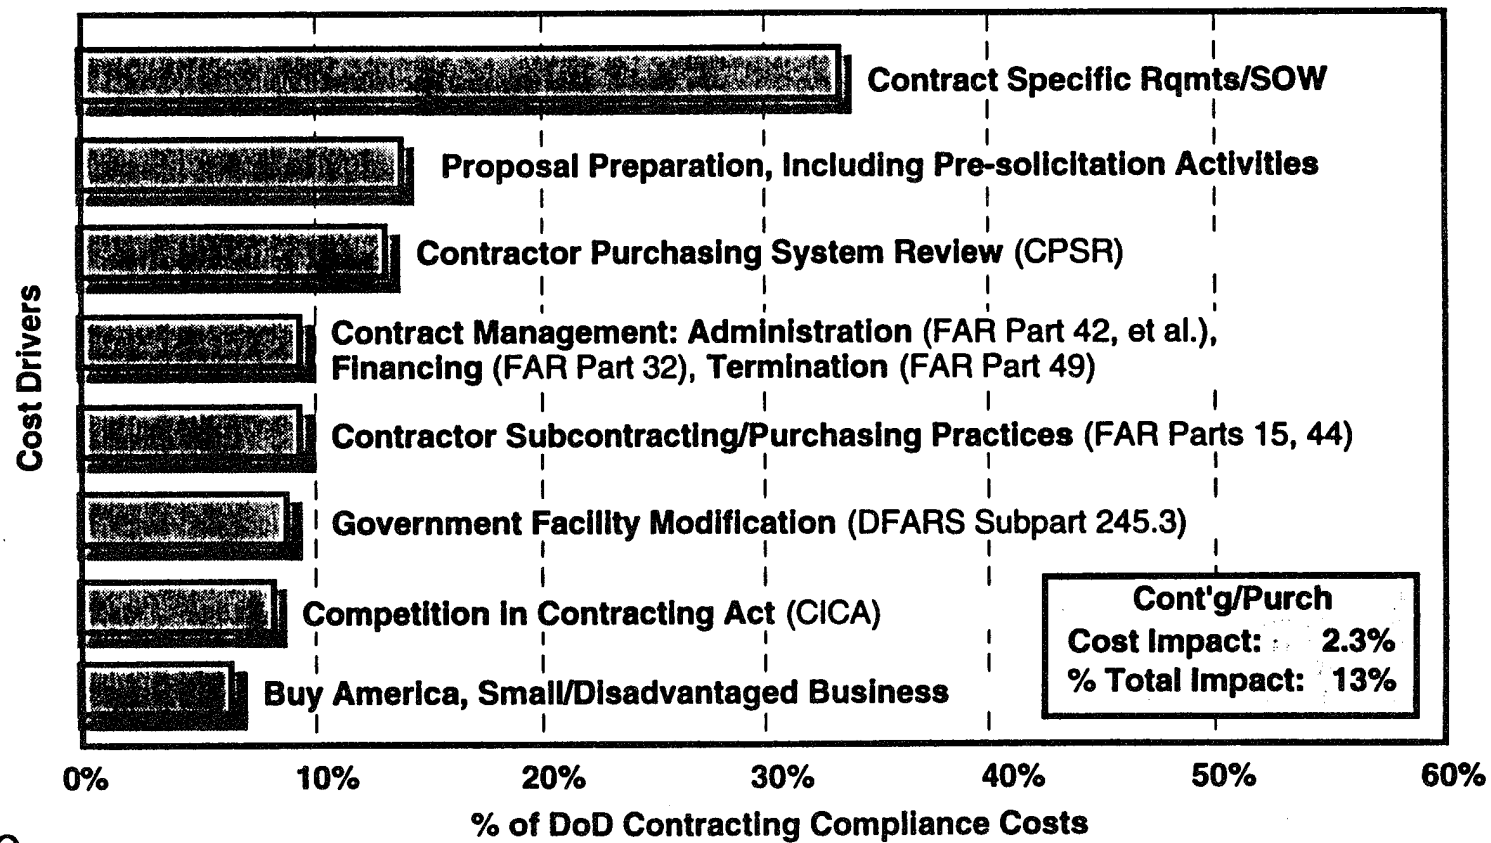 Contract Specific Rqmts/SOW
Proposal Preparation, Including Pre-solicitation Activities
Contractor Purchasing System Review (CPSR)
Contract Management: Administration (FAR Part 42, et al.),
Financing (FAR Part 32), Termination (FAR Part 49)
Contractor Subcontracting/Purchasing Practices (FAR Parts 15, 44)
Government Facility Modification (DFARS Subpart 245.3)
Competition in Contracting Act (CICA)
Buy America, Small/Disadvantaged Business
Cost Drivers
Cont'g/Purch
Cost Impact: 2.3%
% Total Impact: 13%
0% 10% 20% 30% 40% 50% 60%
% of DoD Contracting Compliance Costs